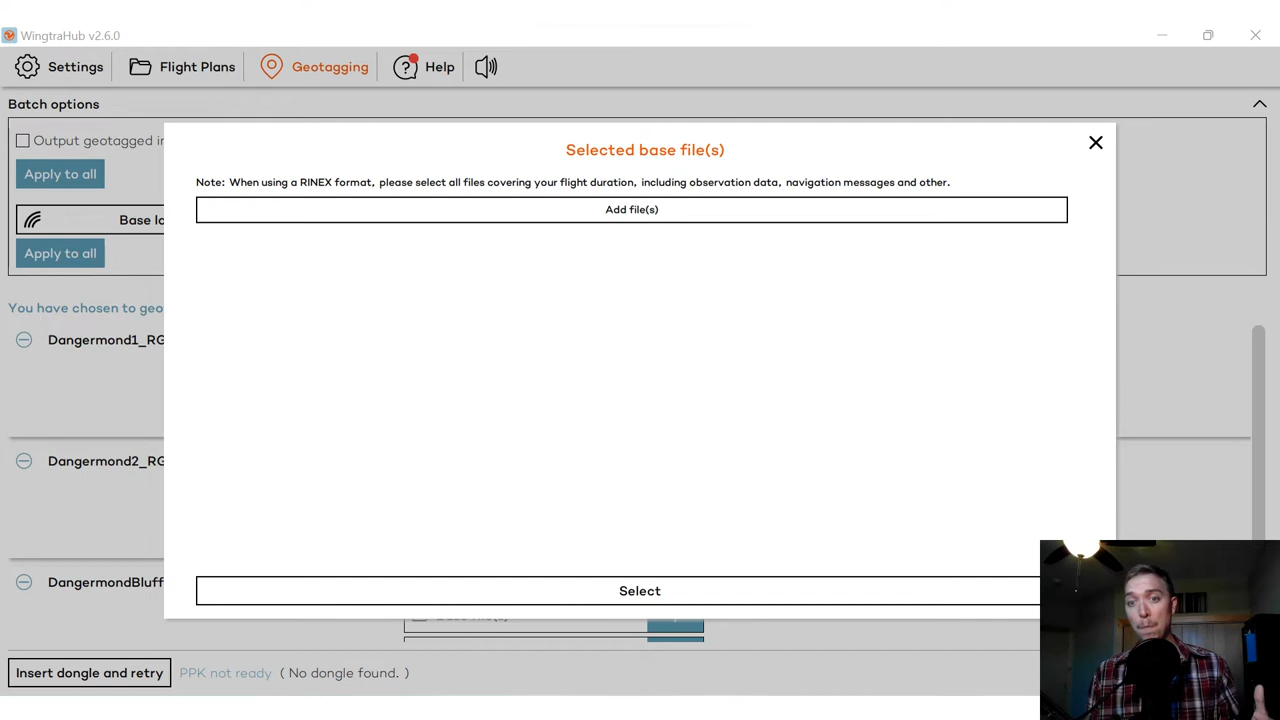 WingtraHub v2.6.0
Settings Flight Plans Geotagging ? Help
Batch options
Output geotagged
Apply to all
Base
Apply to all
Selected base file(s)
Note: When using a RINEX format, please select all files covering your flight duration, including observation data, navigation messages and other.
Add file(s)
Select
You have chosen to
Dangermond1_RG
Dangermond2_RG
DangermondBluff
Insert dongle and retry PPK not ready ( No dongle found. )